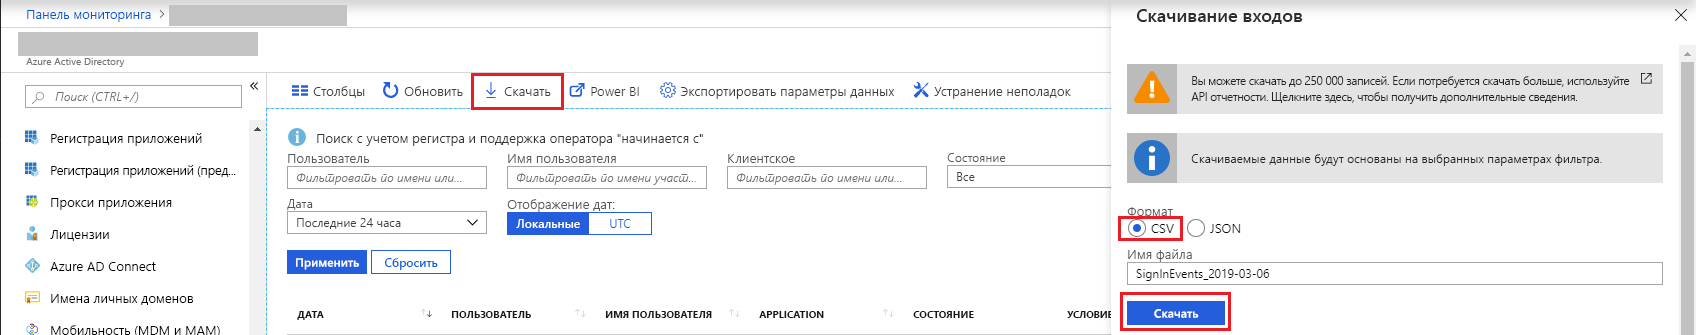 Панель мониторинга
Azure Active Directory
Поиск (CTRL+/)
Регистрация приложений
Регистрация приложений (пред...
Прокси приложения
Лицензии
Azure AD Connect
Имена личных доменов
Мобильность (MDM и MAM)
Столбцы
Обновить
Скачать
Power BI
Экспортировать параметры данных
Устранение неполадок
Поиск с учетом регистра и поддержка оператора "начинается с"
Пользователь
Имя пользователя
Клиентское
Состояние
Фильтровать по имени или...
Фильтровать по имени участ...
Фильтровать по имени или...
Все
Дата
Отображение дат:
Последние 24 часа
Локальные
UTC
Применить
Сбросить
ДАТА
ПОЛЬЗОВАТЕЛЬ
ИМЯ ПОЛЬЗОВАТЕЛЯ
APPLICATION
СОСТОЯНИЕ
УСЛОВИЕ
Скачивание входов
Вы можете скачать до 250 000 записей. Если потребуется скачать больше, используйте
API отчетности. Щелкните здесь, чтобы получить дополнительные сведения.
Скачиваемые данные будут основаны на выбранных параметрах фильтра.
Формат
CSV
JSON
Имя файла
SignInEvents_2019-03-06
Скачать